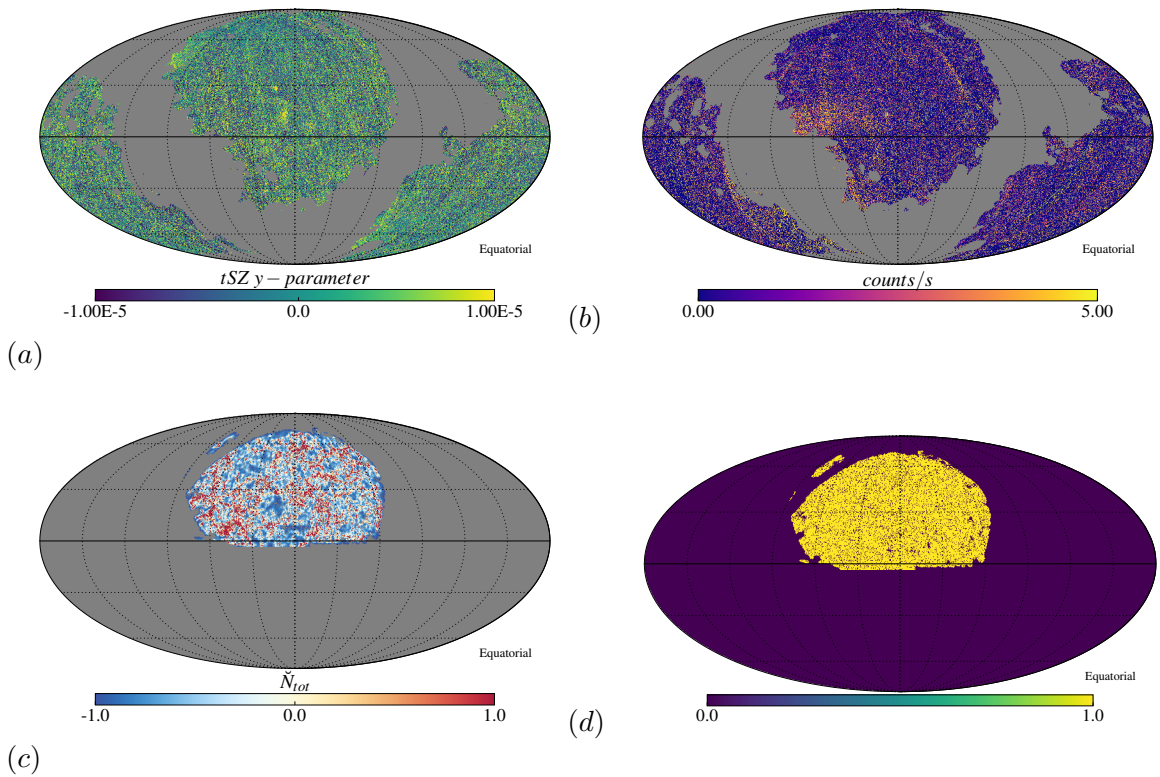 Equatorial
tSZ y − parameter
-1.00E-5 0.0 1.00E-5
(a)
Equatorial
counts/s
0.00 5.00
(b)
Equatorial
N̆tot
-1.0 0.0 1.0
(c)
Equatorial
0.0 1.0
(d)